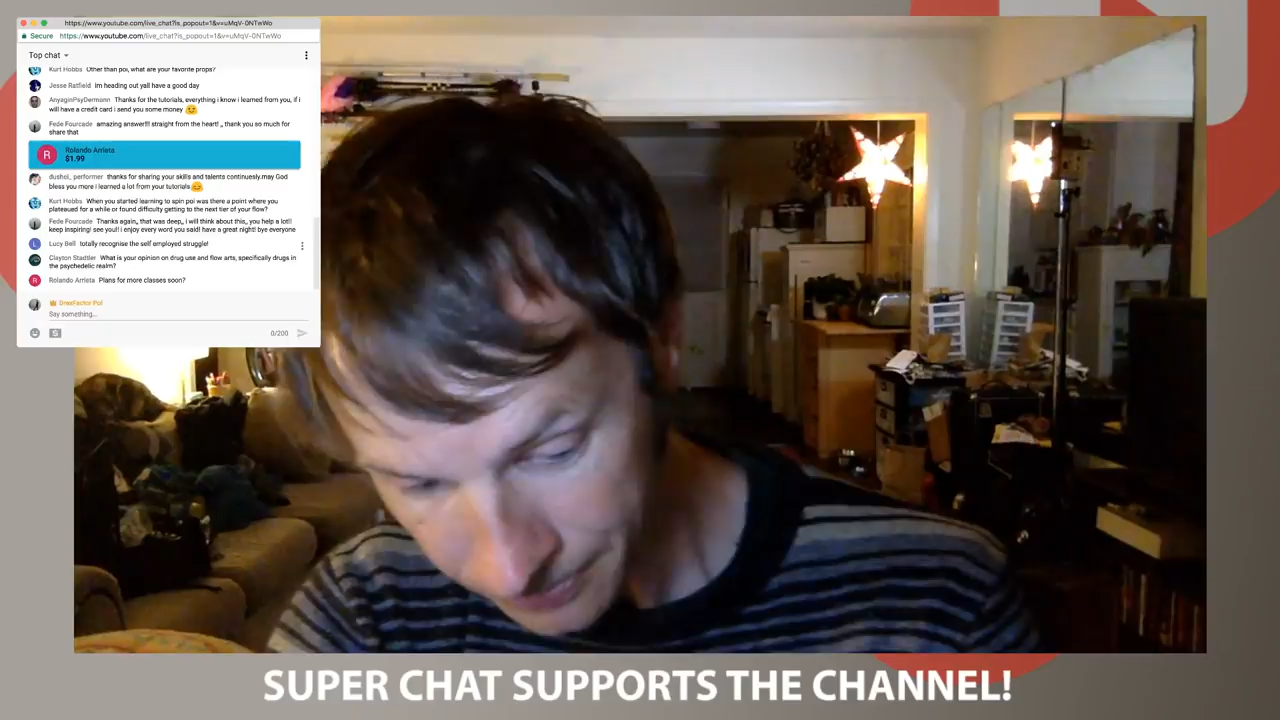 https://www.youtube.com/live_chat?is_popout=1&v=uMqV-0NTwWo
Secure https://www.youtube.com/live_chat?is_popout=1&v=uMqV-0NTwWo
Top chat
Kurt Hobbs Other than poi, what are your favorite props?
Jesse Ratfield im heading out yall have a good day
AnyaginPsyDermann Thanks for the tutorials, everything i know i learned from you, if i
will have a credit card i send you some money
Fede Fourcade amazing answer!!! straight from the heart! ,, thank you so much for
share that
R
Rolando Arrieta
$1.99
dushei_performer thanks for sharing your skills and talents continuesly.may God
bless you more i learned a lot from your tutorials
Kurt Hobbs When you started learning to spin poi was there a point where you
plateaued for a while or found difficulty getting to the next tier of your flow?
Fede Fourcade Thanks again,, that was deep,, i will think about this,, you help a lot!!
keep inspiring! see you!! i enjoy every word you said! have a great night! bye everyone
L Lucy Bell totally recognise the self employed struggle!
Clayton Stadtler What is your opinion on drug use and flow arts, specifically drugs in
the psychedelic realm?
R Rolando Arrieta Plans for more classes soon?
DrexFactor Poi
Say something...
0/200
SUPER CHAT SUPPORTS THE CHANNEL!